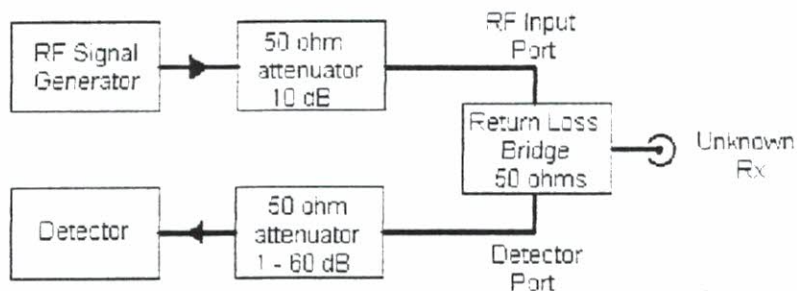 RF Signal
Generator
50 ohm
attenuator
10 dB
RF Input
Port
Return Loss
Bridge
50 ohms
Unknown
Rx
Detector
50 ohm
attenuator
1 - 60 dB
Detector
Port